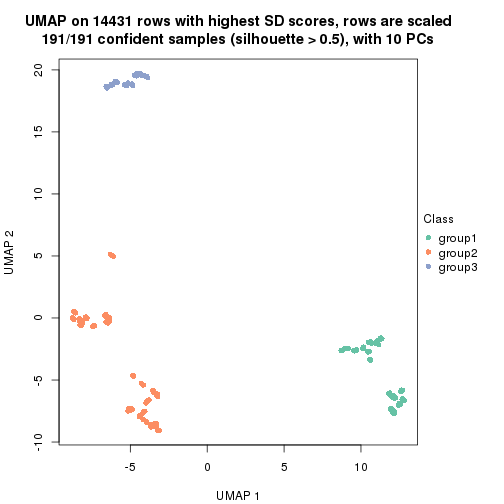 UMAP on 14431 rows with highest SD scores, rows are scaled
191/191 confident samples (silhouette > 0.5), with 10 PCs
20
15
10
5
0
-5
-10
UMAP 2
-5
0
5
10
UMAP 1
Class
group1
group2
group3